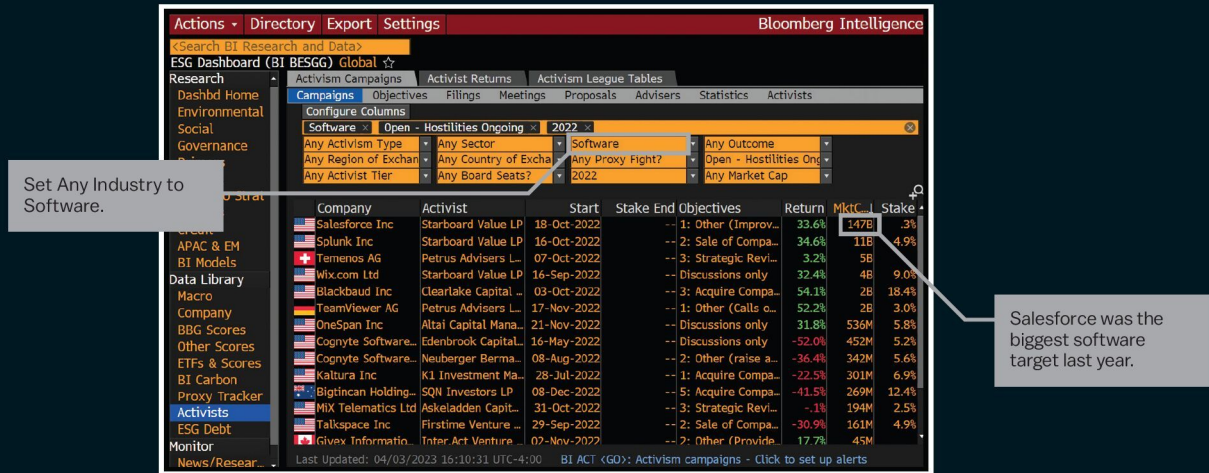 Actions Directory Export Settings Bloomberg Intelligence
<Search BI Research and Data>
ESG Dashboard (BI BESGG) Global
Research
Dashbd Home
Environmental
Social
Governance
APAC & EM
BI Models
Data Library
Macro
Company
BBG Scores
Other Scores
ETFs & Scores
BI Carbon
Proxy Tracker
Activists
ESG Debt
Monitor
News/Resear...
Set Any Industry to
Software.
Activism Campaigns Activist Returns Activism League Tables
Campaigns Objectives Filings Meetings Proposals Advisers Statistics Activists
Configure Columns
Software × Open - Hostilities Ongoing × 2022 ×
Any Activism Type Any Sector Software Any Outcome
Any Region of Exchan Any Country of Excha Any Proxy Fight? Open - Hostilities Ong
Any Activist Tier Any Board Seats? 2022 Any Market Cap
Company Activist Start Stake End Objectives Return MktC... Stake
Salesforce Inc Starboard Value LP 18-Oct-2022 -- 1: Other (Improv... 33.6% 147B .3%
Splunk Inc Starboard Value LP 16-Oct-2022 -- 2: Sale of Compa... 34.6% 11B 4.9%
Temenos AG Petrus Advisers L... 07-Oct-2022 -- 3: Strategic Revi... 3.2% 5B
Wix.com Ltd Starboard Value LP 16-Sep-2022 -- Discussions only 32.4% 4B 9.0%
Blackbaud Inc Clearlake Capital ... 03-Oct-2022 -- 3: Acquire Compa... 54.1% 2B 18.4%
TeamViewer AG Petrus Advisers L... 17-Nov-2022 -- 1: Other (Calls o... 52.2% 2B 3.0%
OneSpan Inc Altai Capital Mana... 21-Nov-2022 -- Discussions only 31.8% 536M 5.8%
Cognyte Software... Edenbrook Capital... 16-May-2022 -- Discussions only -52.0% 452M 5.2%
Cognyte Software... Neuberger Berma... 08-Aug-2022 -- 2: Other (raise a... -36.4% 342M 5.6%
Kaltura Inc K1 Investment Ma... 28-Jul-2022 -- 1: Acquire Compa... -22.5% 301M 6.9%
Bigtincan Holding... SQN Investors LP 08-Dec-2022 -- 5: Acquire Compa... -41.5% 269M 12.4%
MiX Telematics Ltd Askeladden Capit... 31-Oct-2022 -- 3: Strategic Revi... -.1% 194M 2.5%
Talkspace Inc Firstime Venture ... 29-Sep-2022 -- 2: Sale of Compa... -30.9% 161M 4.9%
Givex Informatio... Inter.Act Venture ... 02-Nov-2022 -- 2: Other (Provide... 17.7% 45M
Last Updated: 04/03/2023 16:10:31 UTC-4:00 BI ACT <GO>: Activism campaigns - Click to set up alerts
Salesforce was the
biggest software
target last year.